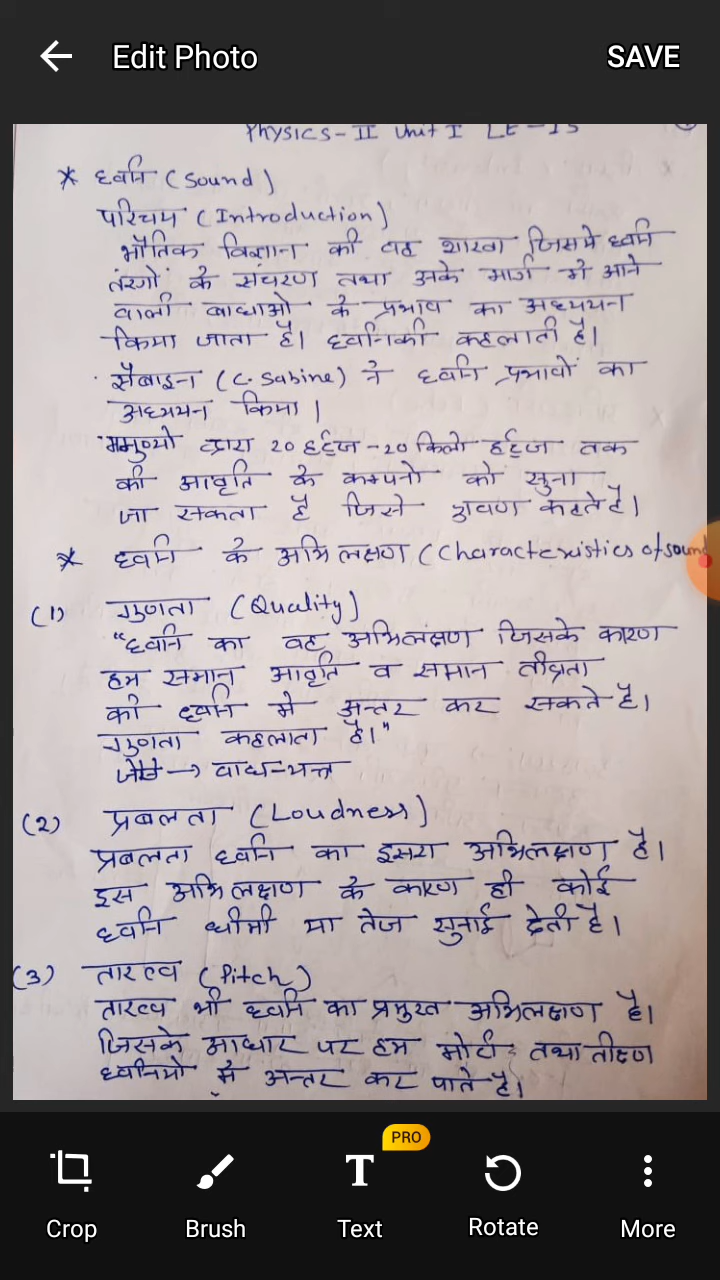 Edit Photo SAVE
Physics-II Unit I LE-15
* ध्वनि (Sound)
परिचय (Introduction)
भौतिक विज्ञान की वह शाखा जिसमे ध्वनि
तंरगो के संचरण तथा उनके मार्ग मे आने
वाली बाधाओ के प्रभाव का अध्ययन
किया जाता है। ध्वनिकी कहलाती है।
सैबाइन (C. Sabine) ने ध्वनि प्रभावों का
अध्ययन किया।
मनुष्यो द्वारा 20 हर्ट्ज - 20 किलो हर्ट्ज तक
की आवृति के कम्पनो को सुना
जा सकता है जिसे श्रवण कहते है।
* ध्वनि के अभिलक्षण (Characteristics of sound
(1) गुणता (Quality)
"ध्वनि का वह अभिलक्षण जिसके कारण
हम समान आवृति व समान तीव्रता
की ध्वनि मे अन्तर कर सकते है।
गुणता कहलाता है।"
जैसे → वाद्य-यन्त्र
(2) प्रबलता (Loudness)
प्रबलता ध्वनि का दूसरा अभिलक्षण है।
इस अभिलक्षण के कारण ही कोई
ध्वनि धीमी या तेज सुनाई देती है।
(3) तारत्व (Pitch)
तारत्व भी ध्वनि का प्रमुख अभिलक्षण है।
जिसके आधार पर हम मोटी तथा तीक्ष्ण
ध्वनियो मे अन्तर कर पाते है।
PRO
Crop Brush Text Rotate More